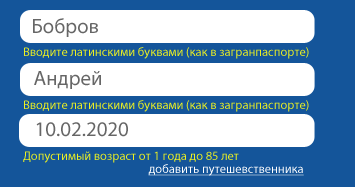 Бобров
Вводите латинскими буквами (как в загранпаспорте)
Андрей
Вводите латинскими буквами (как в загранпаспорте)
10.02.2020
Допустимый возраст от 1 года до 85 лет
добавить путешевственника